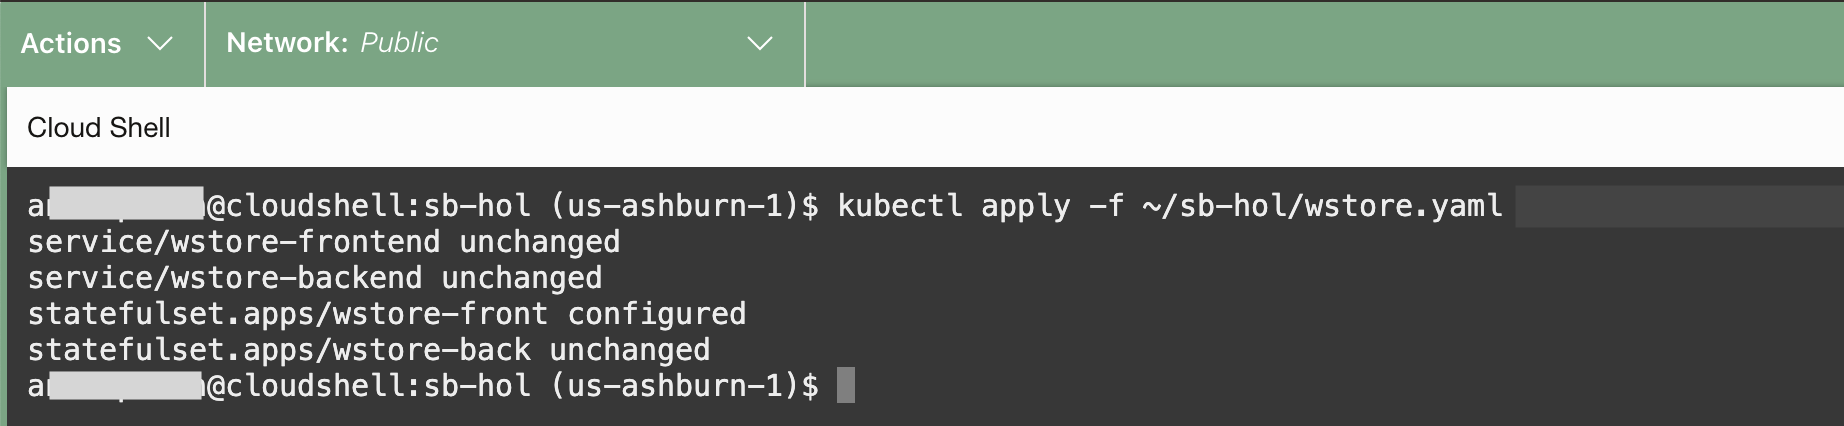 Actions Network: Public
Cloud Shell
@cloudshell:sb-hol (us-ashburn-1)$ kubectl apply -f ~/sb-hol/wstore.yaml
service/wstore-frontend unchanged
service/wstore-backend unchanged
statefulset.apps/wstore-front configured
statefulset.apps/wstore-back unchanged
@cloudshell:sb-hol (us-ashburn-1)$